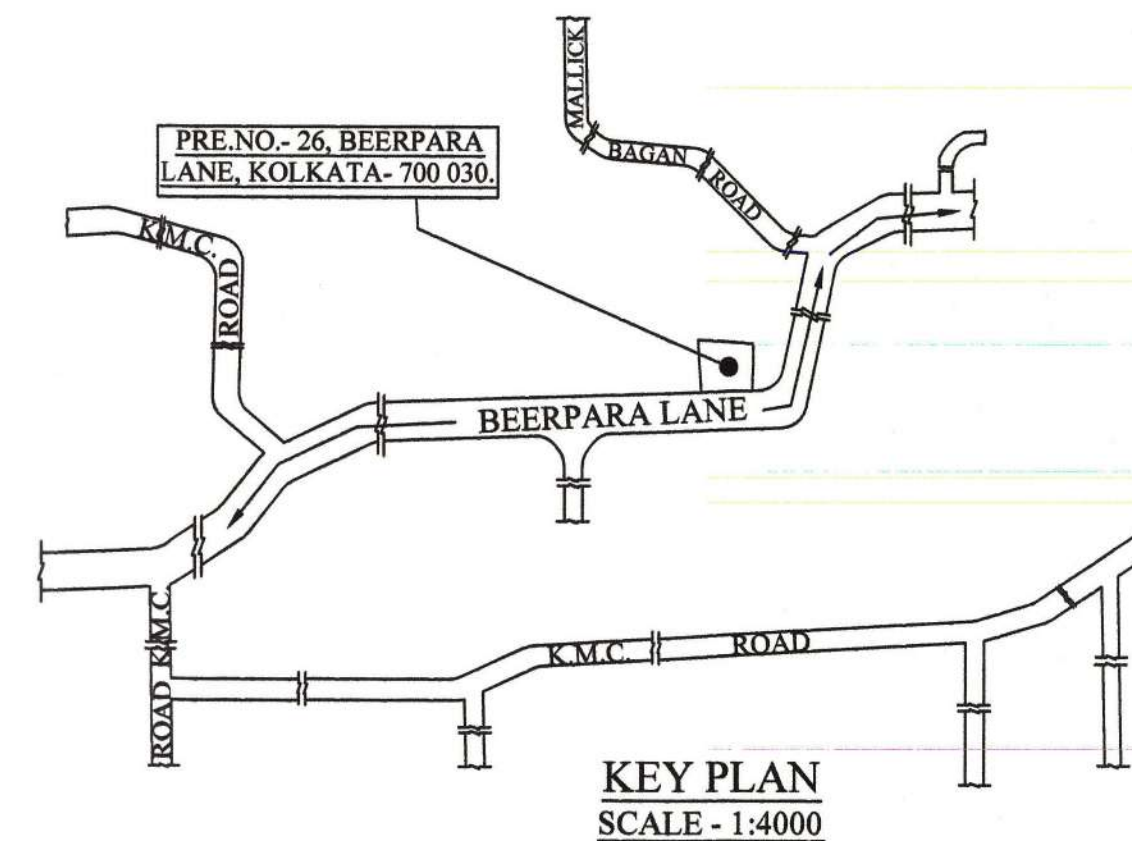 MALLICK
BAGAN
ROAD
PRE.NO.- 26, BEERPARA
LANE, KOLKATA- 700 030.
K.M.C.
ROAD
BEERPARA LANE
ROAD K.M.C.
K.M.C. ROAD
KEY PLAN
SCALE - 1:4000